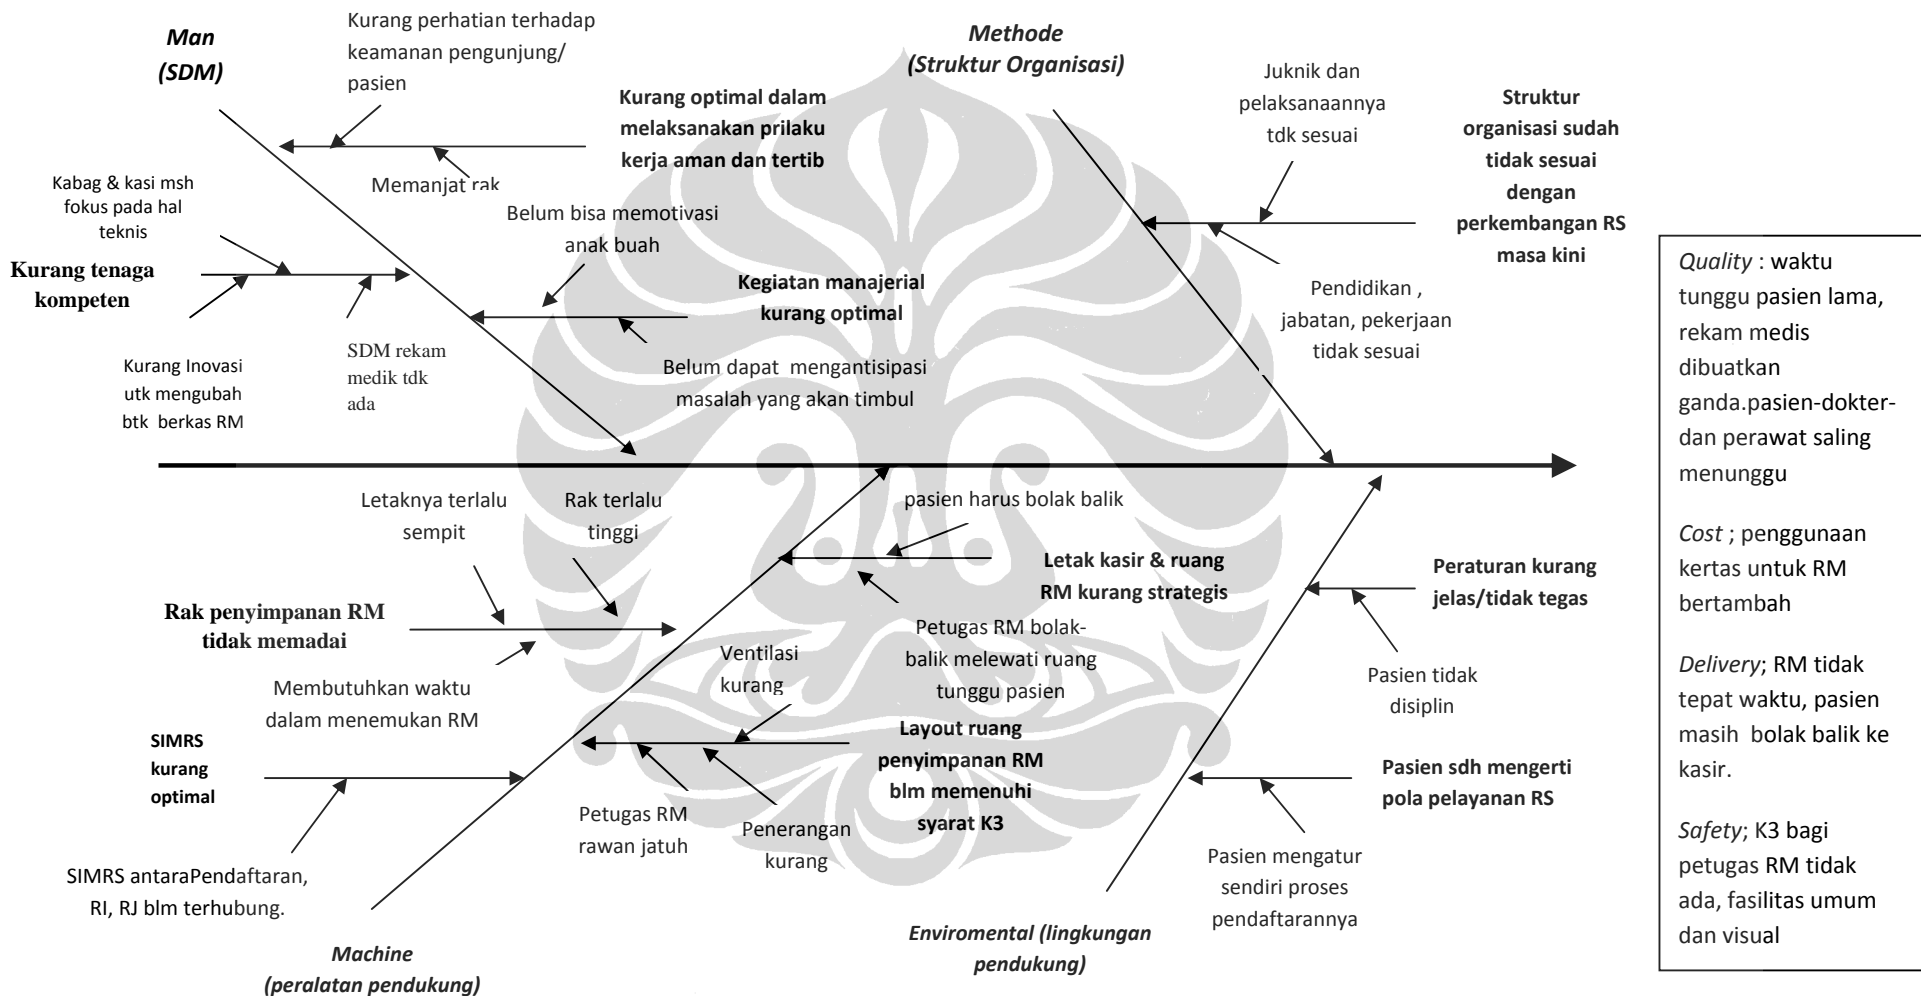 Man
(SDM)
Kurang perhatian terhadap
keamanan pengunjung/
pasien
Kurang optimal dalam
melaksanakan prilaku
kerja aman dan tertib
Memanjat rak
Kabag & kasi msh
fokus pada hal
teknis
Kurang tenaga
kompeten
Kurang Inovasi
utk mengubah
btk berkas RM
SDM rekam
medik tdk
ada
Belum bisa memotivasi
anak buah
Kegiatan manajerial
kurang optimal
Belum dapat mengantisipasi
masalah yang akan timbul
Methode
(Struktur Organisasi)
Juknik dan
pelaksanaannya
tdk sesuai
Struktur
organisasi sudah
tidak sesuai
dengan
perkembangan RS
masa kini
Pendidikan ,
jabatan, pekerjaan
tidak sesuai
Letaknya terlalu
sempit
Rak terlalu
tinggi
Rak penyimpanan RM
tidak memadai
Membutuhkan waktu
dalam menemukan RM
SIMRS
kurang
optimal
SIMRS antaraPendaftaran,
RI, RJ blm terhubung.
pasien harus bolak balik
Letak kasir & ruang
RM kurang strategis
Petugas RM bolak-
balik melewati ruang
tunggu pasien
Ventilasi
kurang
Layout ruang
penyimpanan RM
blm memenuhi
syarat K3
Petugas RM
rawan jatuh
Penerangan
kurang
Machine
(peralatan pendukung)
Peraturan kurang
jelas/tidak tegas
Pasien tidak
disiplin
Pasien sdh mengerti
pola pelayanan RS
Pasien mengatur
sendiri proses
pendaftarannya
Enviromental (lingkungan
pendukung)
Quality : waktu
tunggu pasien lama,
rekam medis
dibuatkan
ganda.pasien-dokter-
dan perawat saling
menunggu
Cost ; penggunaan
kertas untuk RM
bertambah
Delivery; RM tidak
tepat waktu, pasien
masih bolak balik ke
kasir.
Safety; K3 bagi
petugas RM tidak
ada, fasilitas umum
dan visual